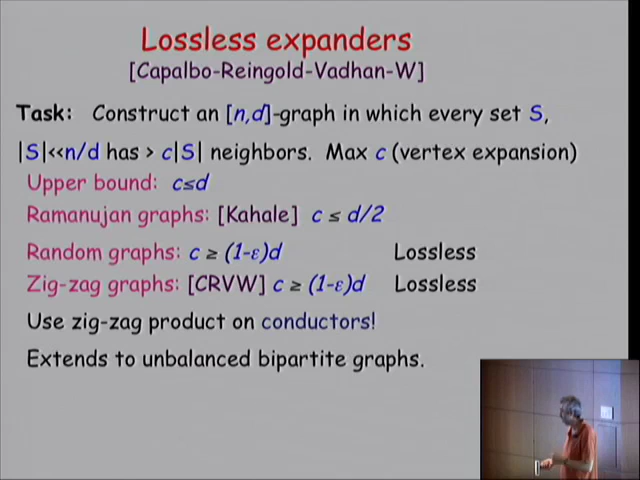 Lossless expanders
[Capalbo-Reingold-Vadhan-W]
Task: Construct an [n,d]-graph in which every set S,
|S|<<n/d has > c|S| neighbors. Max c (vertex expansion)
Upper bound: c≤d
Ramanujan graphs: [Kahale] c ≤ d/2
Random graphs: c ≥ (1-ε)d Lossless
Zig-zag graphs: [CRVW] c ≥ (1-ε)d Lossless
Use zig-zag product on conductors!
Extends to unbalanced bipartite graphs.